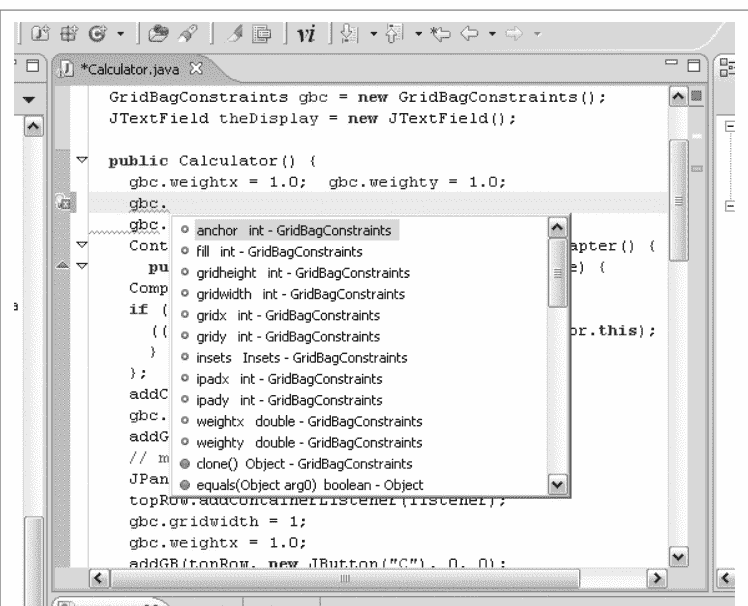 vi
*Calculator.java
GridBagConstraints gbc = new GridBagConstraints();
JTextField theDisplay = new JTextField();
public Calculator() {
gbc.weightx = 1.0;  gbc.weighty = 1.0;
gbc.
gbc.
anchor   int - GridBagConstraints
fill   int - GridBagConstraints
gridheight   int - GridBagConstraints
gridwidth   int - GridBagConstraints
gridx   int - GridBagConstraints
gridy   int - GridBagConstraints
insets   Insets - GridBagConstraints
ipadx   int - GridBagConstraints
ipady   int - GridBagConstraints
weightx   double - GridBagConstraints
weighty   double - GridBagConstraints
clone()  Object - GridBagConstraints
equals(Object arg0)  boolean - Object
Cont
apter() {
pu
e) {
Comp
if (
((
or.this);
}
};
addC
gbc.
addG
// m
JPan
topRow.addContainerListener(listener);
gbc.gridwidth = 1;
gbc.weightx = 1.0;
addGB(topRow, new JButton("C"), 0, 0);